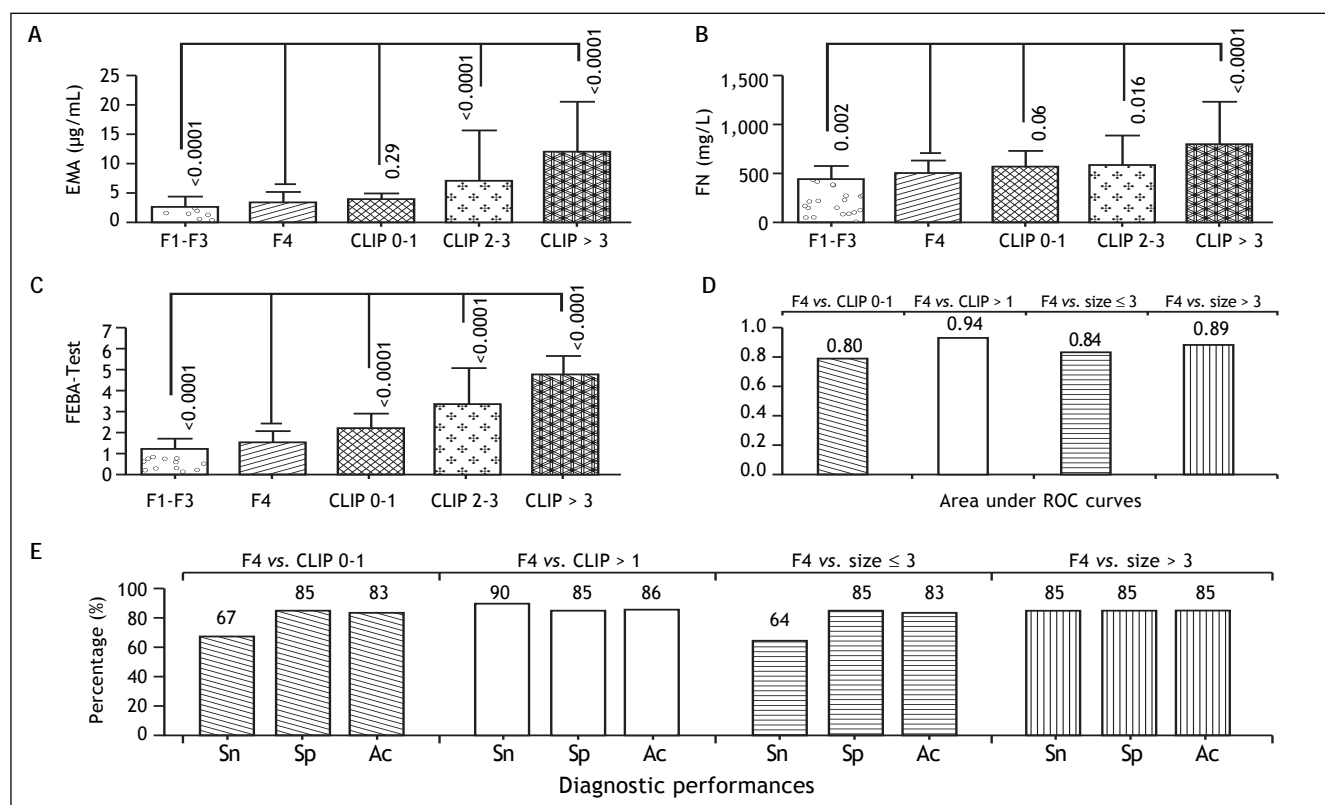 A
EMA (µg/mL)
25
20
15
10
5
0
<0.0001
0.29
<0.0001
<0.0001
F1-F3 F4 CLIP 0-1 CLIP 2-3 CLIP > 3
B
FN (mg/L)
1,500
1,000
500
0
0.002
0.06
0.016
<0.0001
F1-F3 F4 CLIP 0-1 CLIP 2-3 CLIP > 3
C
FEBA-Test
7
6
5
4
3
2
1
0
<0.0001
<0.0001
<0.0001
<0.0001
F1-F3 F4 CLIP 0-1 CLIP 2-3 CLIP > 3
D
F4 vs. CLIP 0-1 F4 vs. CLIP > 1 F4 vs. size ≤ 3 F4 vs. size > 3
1.0
0.8
0.6
0.4
0.2
0.0
0.80 0.94 0.84 0.89
Area under ROC curves
E
F4 vs. CLIP 0-1 F4 vs. CLIP > 1 F4 vs. size ≤ 3 F4 vs. size > 3
Percentage (%)
100
80
60
40
20
0
67 85 83 90 85 86 64 85 83 85 85 85
Sn Sp Ac Sn Sp Ac Sn Sp Ac Sn Sp Ac
Diagnostic performances